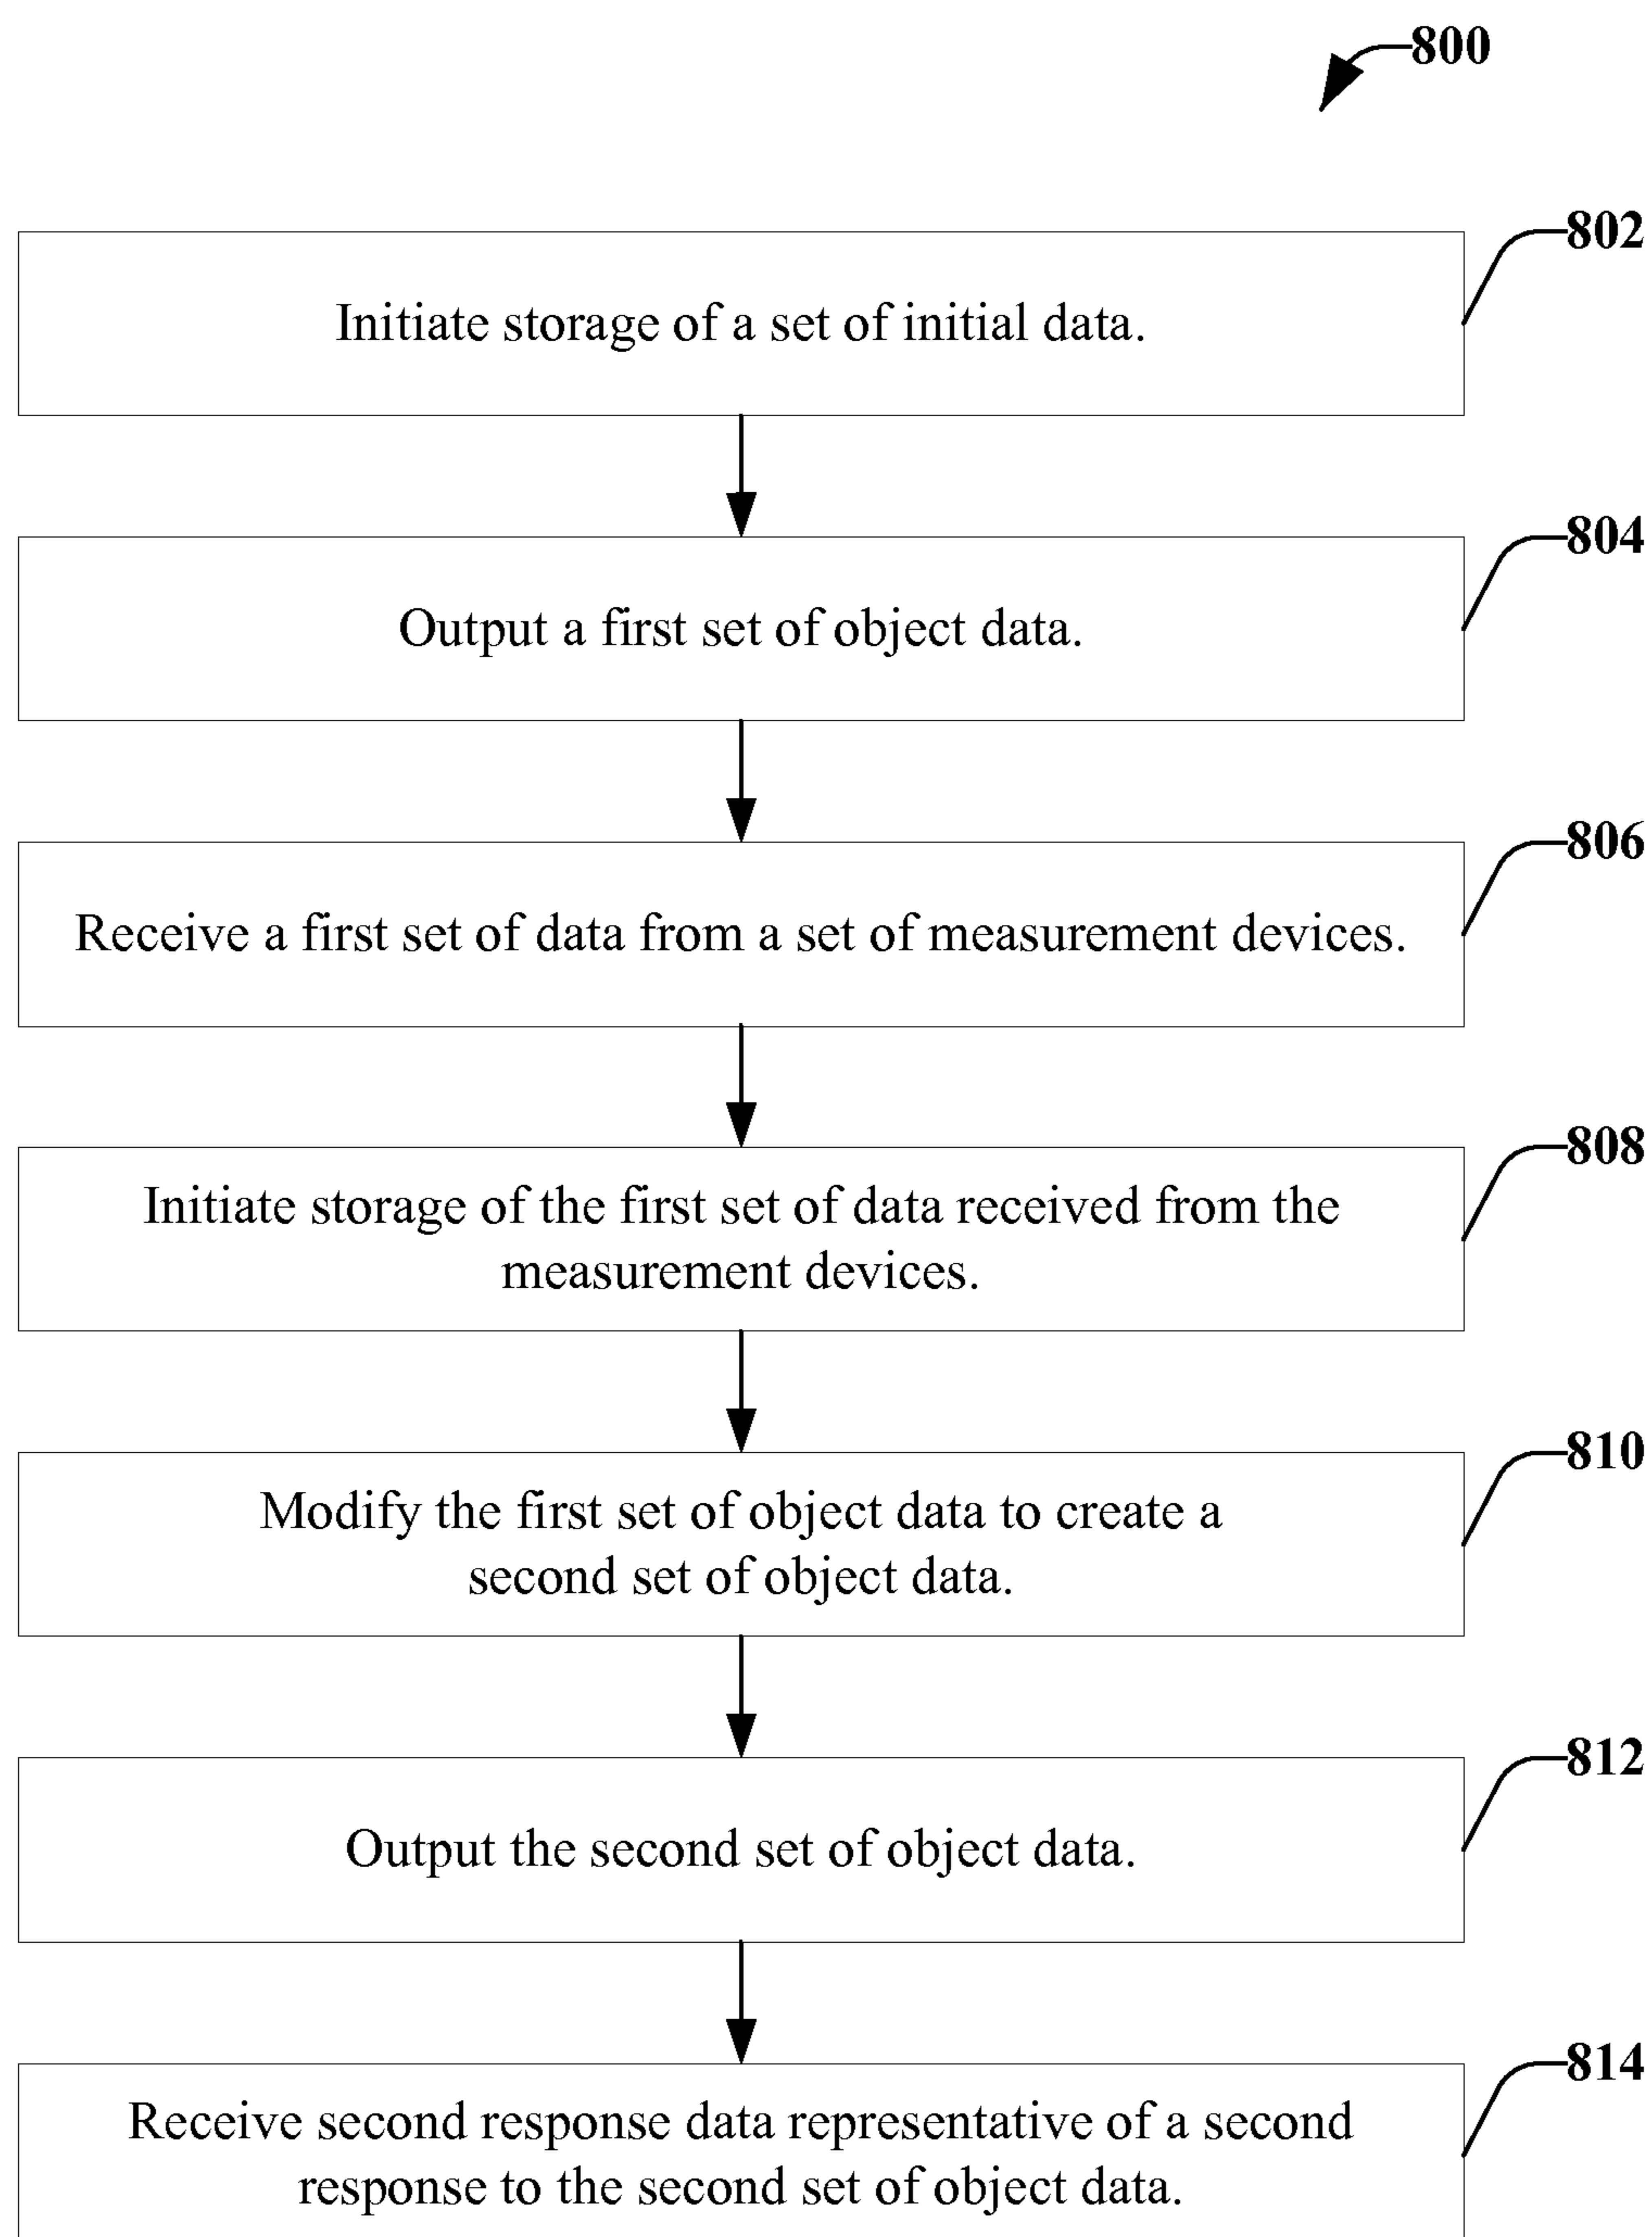 800
802
Initiate storage of a set of initial data.
804
Output a first set of object data.
806
Receive a first set of data from a set of measurement devices.
808
Initiate storage of the first set of data received from the
measurement devices.
810
Modify the first set of object data to create a
second set of object data.
812
Output the second set of object data.
814
Receive second response data representative of a second
response to the second set of object data.